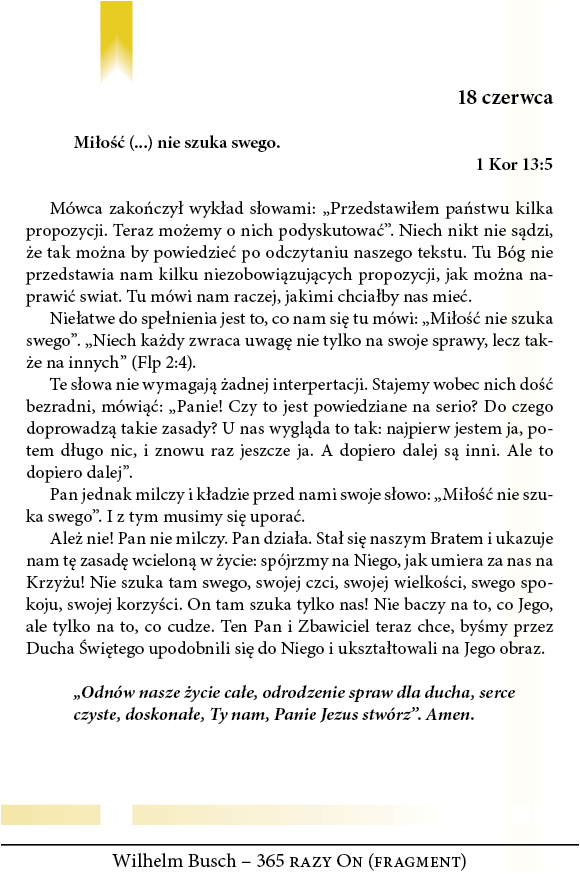 18 czerwca
Miłość (...) nie szuka swego.
1 Kor 13:5
Mówca zakończył wykład słowami: „Przedstawiłem państwu kilka
propozycji. Teraz możemy o nich podyskutować”. Niech nikt nie sądzi,
że tak można by powiedzieć po odczytaniu naszego tekstu. Tu Bóg nie
przedstawia nam kilku niezobowiązujących propozycji, jak można na-
prawić swiat. Tu mówi nam raczej, jakimi chciałby nas mieć.
Niełatwe do spełnienia jest to, co nam się tu mówi: „Miłość nie szuka
swego”. „Niech każdy zwraca uwagę nie tylko na swoje sprawy, lecz tak-
że na innych” (Flp 2:4).
Te słowa nie wymagają żadnej interpertacji. Stajemy wobec nich dość
bezradni, mówiąć: „Panie! Czy to jest powiedziane na serio? Do czego
doprowadzą takie zasady? U nas wygląda to tak: najpierw jestem ja, po-
tem długo nic, i znowu raz jeszcze ja. A dopiero dalej są inni. Ale to
dopiero dalej”.
Pan jednak milczy i kładzie przed nami swoje słowo: „Miłość nie szu-
ka swego”. I z tym musimy się uporać.
Ależ nie! Pan nie milczy. Pan działa. Stał się naszym Bratem i ukazuje
nam tę zasadę wcieloną w życie: spójrzmy na Niego, jak umiera za nas na
Krzyżu! Nie szuka tam swego, swojej czci, swojej wielkości, swego spo-
koju, swojej korzyści. On tam szuka tylko nas! Nie baczy na to, co Jego,
ale tylko na to, co cudze. Ten Pan i Zbawiciel teraz chce, byśmy przez
Ducha Świętego upodobnili się do Niego i ukształtowali na Jego obraz.
„Odnów nasze życie całe, odrodzenie spraw dla ducha, serce
czyste, doskonałe, Ty nam, Panie Jezus stwórz”. Amen.
Wilhelm Busch – 365 razy On (fragment)